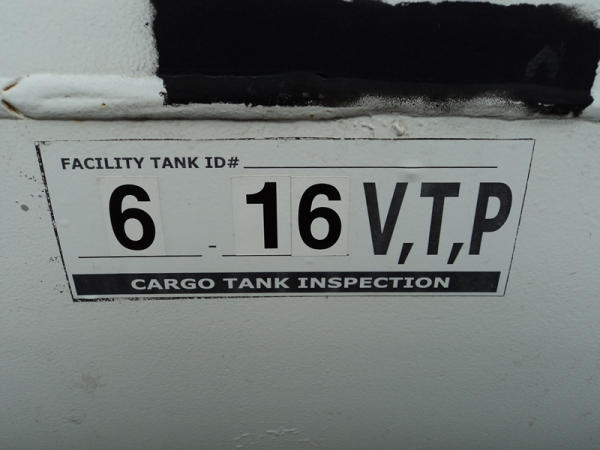 FACILITY TANK ID#
6 - 16 V,T,P
CARGO TANK INSPECTION